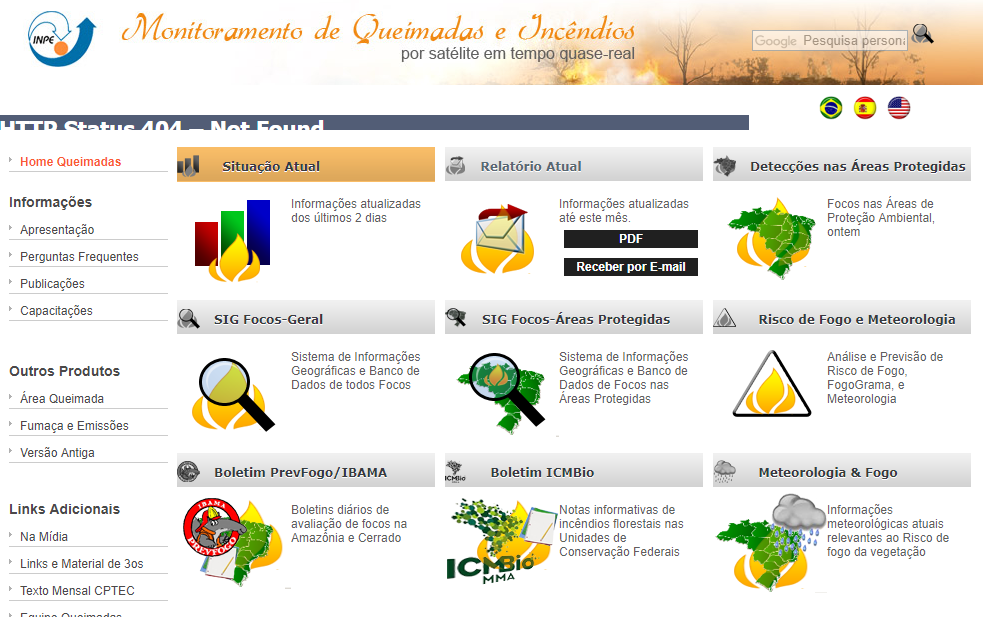 INPE
Monitoramento de Queimadas e Incêndios
por satélite em tempo quase-real
Google Pesquisa persona
HTTP Status 404 – Not Found
Home Queimadas
Informações
Apresentação
Perguntas Frequentes
Publicações
Capacitações
Outros Produtos
Área Queimada
Fumaça e Emissões
Versão Antiga
Links Adicionais
Na Mídia
Links e Material de 3os
Texto Mensal CPTEC
Equipe Queimadas
Situação Atual
Informações atualizadas
dos últimos 2 dias
Relatório Atual
Informações atualizadas
até este mês.
PDF
Receber por E-mail
Detecções nas Áreas Protegidas
Focos nas Áreas de
Proteção Ambiental,
ontem
SIG Focos-Geral
Sistema de Informações
Geográficas e Banco de
Dados de todos Focos
SIG Focos-Áreas Protegidas
Sistema de Informações
Geográficas e Banco de
Dados de Focos nas
Áreas Protegidas
Risco de Fogo e Meteorologia
Análise e Previsão de
Risco de Fogo,
FogoGrama, e
Meteorologia
Boletim PrevFogo/IBAMA
IBAMA
PREVFOGO
Boletins diários de
avaliação de focos na
Amazônia e Cerrado
ICMBio
Boletim ICMBio
ICMBio
MMA
Notas informativas de
incêndios florestais nas
Unidades de
Conservação Federais
Meteorologia & Fogo
Informações
meteorológicas atuais
relevantes ao Risco de
fogo da vegetação